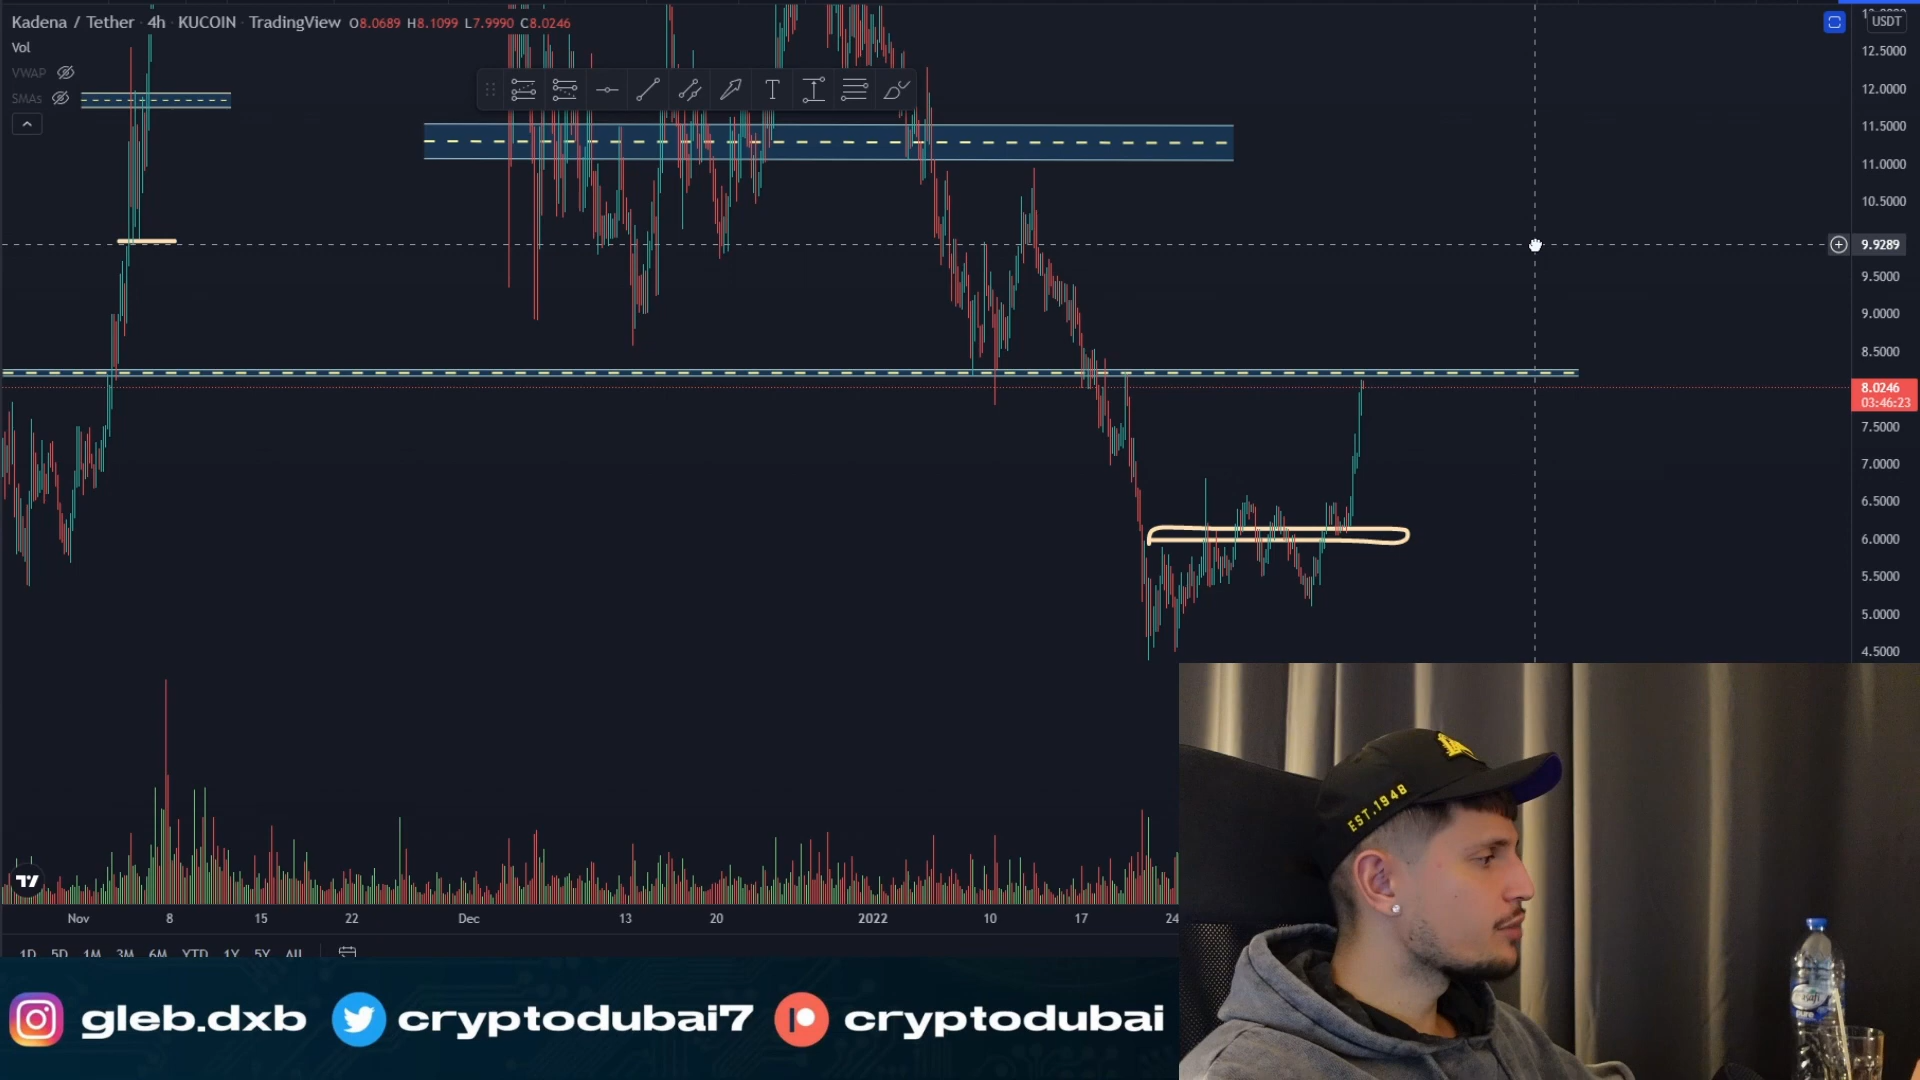 Kadena / Tether · 4h · KUCOIN · TradingView O8.0689 H8.1099 L7.9990 C8.0246
USDT
Vol
VWAP
SMAs
T
12.5000
12.0000
11.5000
11.0000
10.5000
9.9289
9.5000
9.0000
8.5000
8.0246
03:46:23
7.5000
7.0000
6.5000
6.0000
5.5000
5.0000
4.5000
EST.1948
Nov 8 15 22 Dec 13 20 2022 10 17 24
1D 5D 1M 3M 6M YTD 1Y 5Y All
pure
gleb.dxb cryptodubai7 cryptodubai